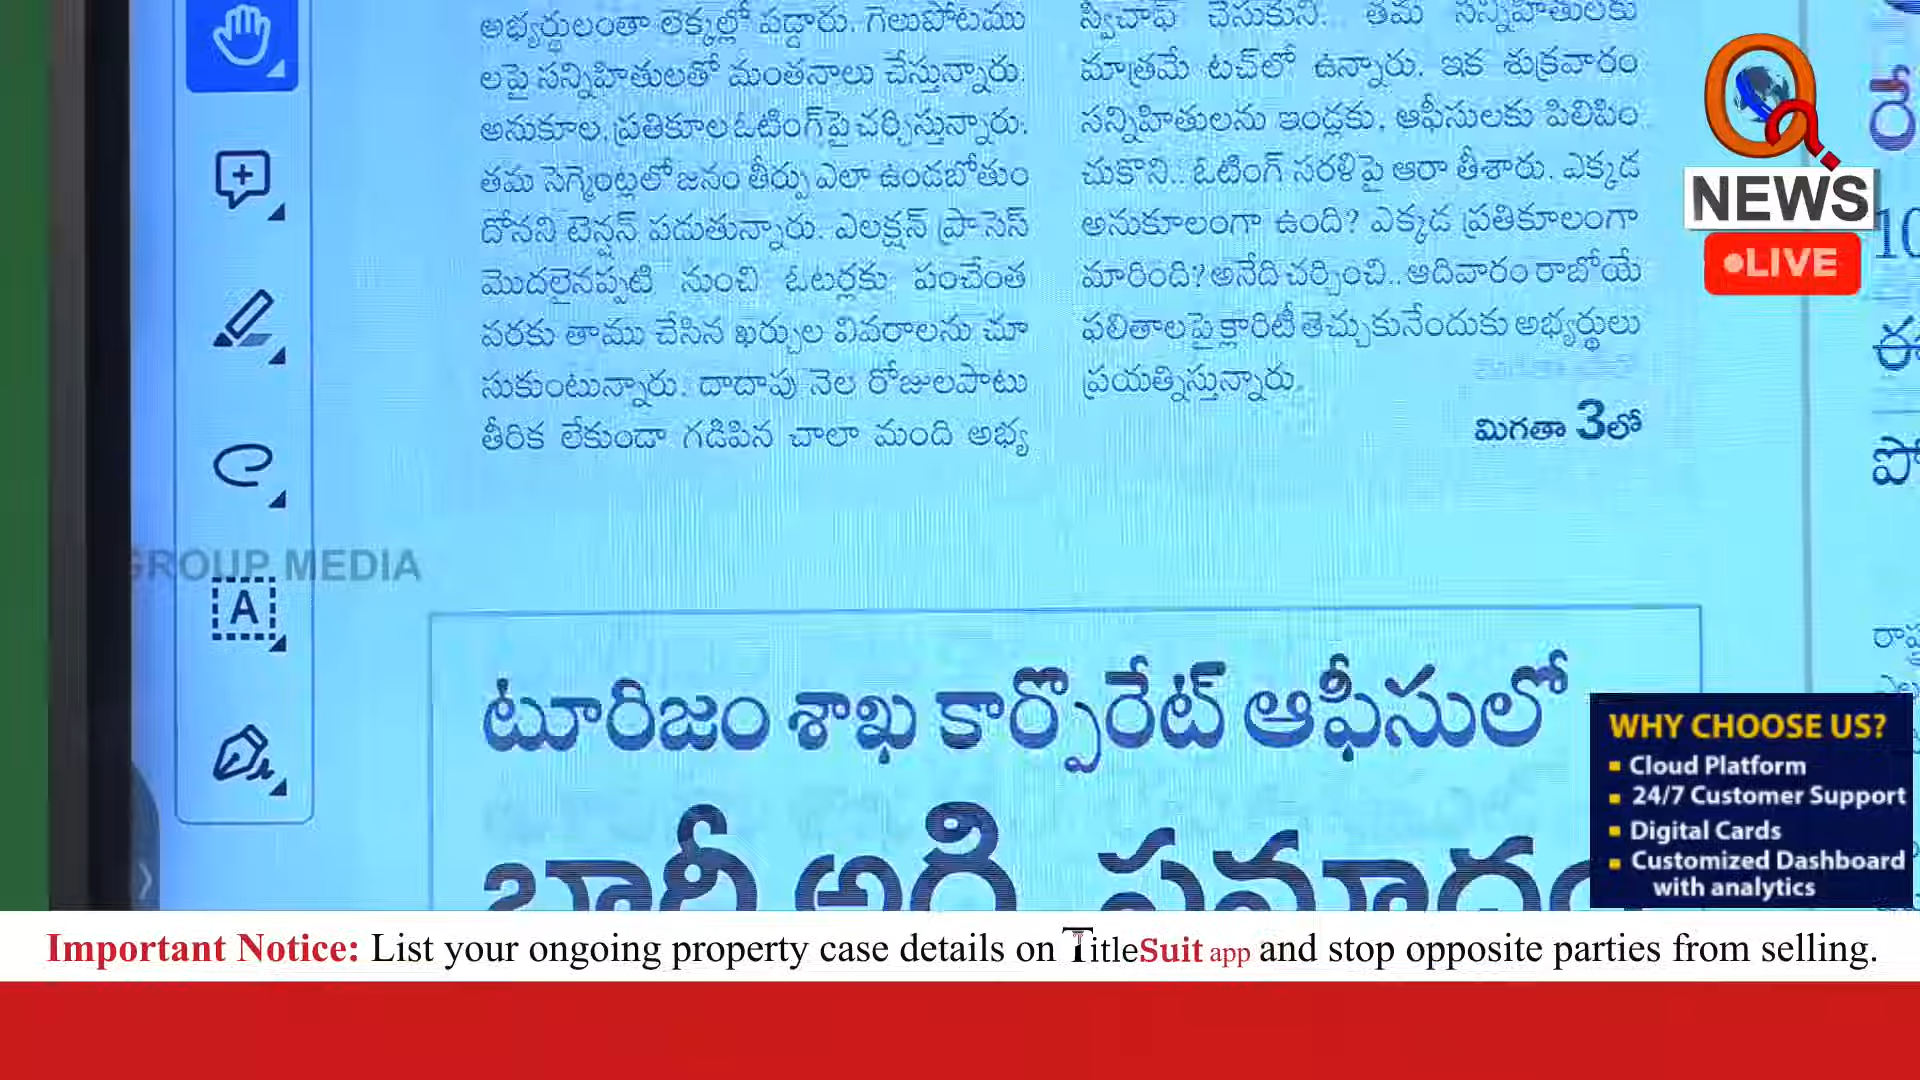 అభ్యర్థులంతా లెక్కల్లో పడ్డారు. గెలుపోటము
లపై సన్నిహితులతో మంతనాలు చేస్తున్నారు.
అనుకూల, ప్రతికూల ఓటింగ్‌పై చర్చిస్తున్నారు.
తమ సెగ్మెంట్లలో జనం తీర్పు ఎలా ఉండబోతుం
దోనని టెన్షన్ పడుతున్నారు. ఎలక్షన్ ప్రాసెస్
మొదలైనప్పటి నుంచి ఓటర్లకు పంచేంత
వరకు తాము చేసిన ఖర్చుల వివరాలను చూ
సుకుంటున్నారు. దాదాపు నెల రోజులపాటు
తీరిక లేకుండా గడిపిన చాలా మంది అభ్య
స్విచాఫ్ చేసుకుని.. తమ సన్నిహితులకు
మాత్రమే టచ్‌లో ఉన్నారు. ఇక శుక్రవారం
సన్నిహితులను ఇండ్లకు, ఆఫీసులకు పిలిపిం
చుకొని.. ఓటింగ్ సరళిపై ఆరా తీశారు. ఎక్కడ
అనుకూలంగా ఉంది? ఎక్కడ ప్రతికూలంగా
మారింది? అనేది చర్చించి.. ఆదివారం రాబోయే
ఫలితాలపై క్లారిటీ తెచ్చుకునేందుకు అభ్యర్థులు
ప్రయత్నిస్తున్నారు.
మిగతా 3లో
GROUP MEDIA
A
టూరిజం శాఖ కార్పొరేట్ ఆఫీసులో
భారీ అగ్ని ప్రమాదం
Q
NEWS
LIVE
10
WHY CHOOSE US?
Cloud Platform
24/7 Customer Support
Digital Cards
Customized Dashboard
with analytics
Important Notice: List your ongoing property case details on TitleSuit app and stop opposite parties from selling.